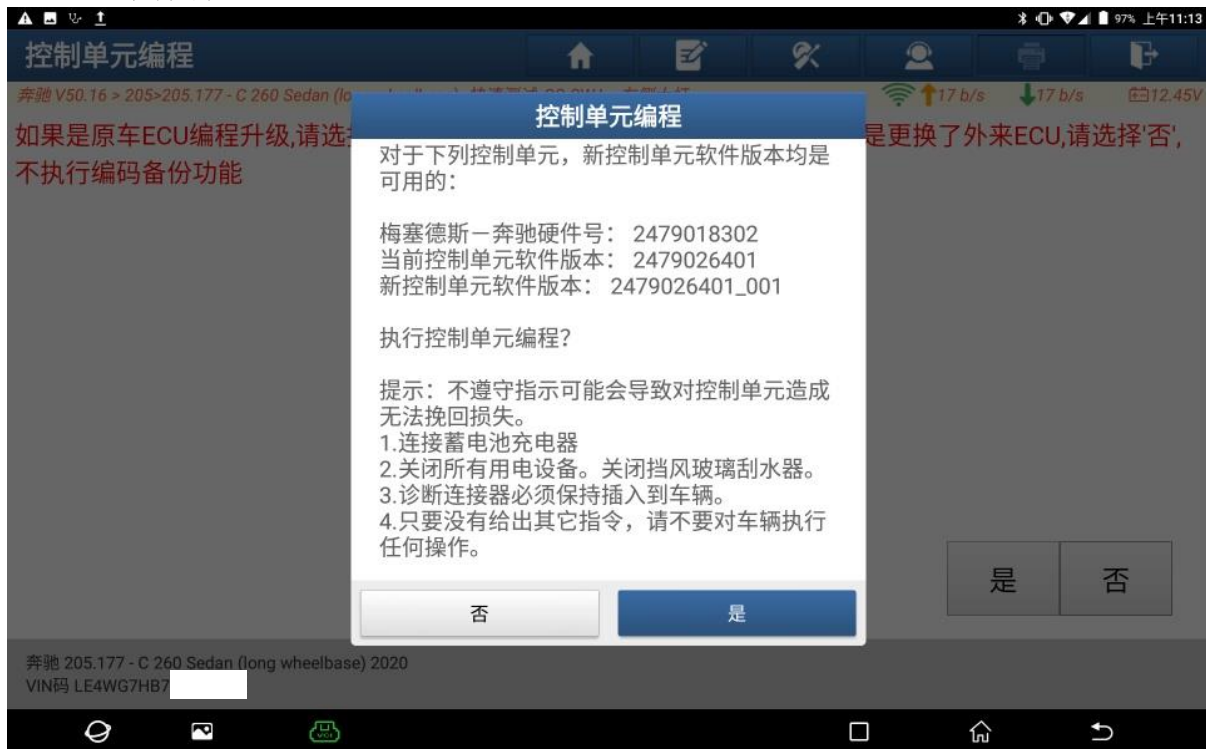 97% 上午11:13
控制单元编程
奔驰 V50.16 > 205>205.177 - C 260 Sedan (lo
17 b/s 17 b/s 12.45V
如果是原车ECU编程升级,请选 是更换了外来ECU,请选择'否',
不执行编码备份功能
控制单元编程
对于下列控制单元，新控制单元软件版本均是
可用的：
梅塞德斯－奔驰硬件号： 2479018302
当前控制单元软件版本： 2479026401
新控制单元软件版本： 2479026401_001
执行控制单元编程？
提示：不遵守指示可能会导致对控制单元造成
无法挽回损失。
1.连接蓄电池充电器
2.关闭所有用电设备。关闭挡风玻璃刮水器。
3.诊断连接器必须保持插入到车辆。
4.只要没有给出其它指令，请不要对车辆执行
任何操作。
否 是
是 否
奔驰 205.177 - C 260 Sedan (long wheelbase) 2020
VIN码 LE4WG7HB7
VCI